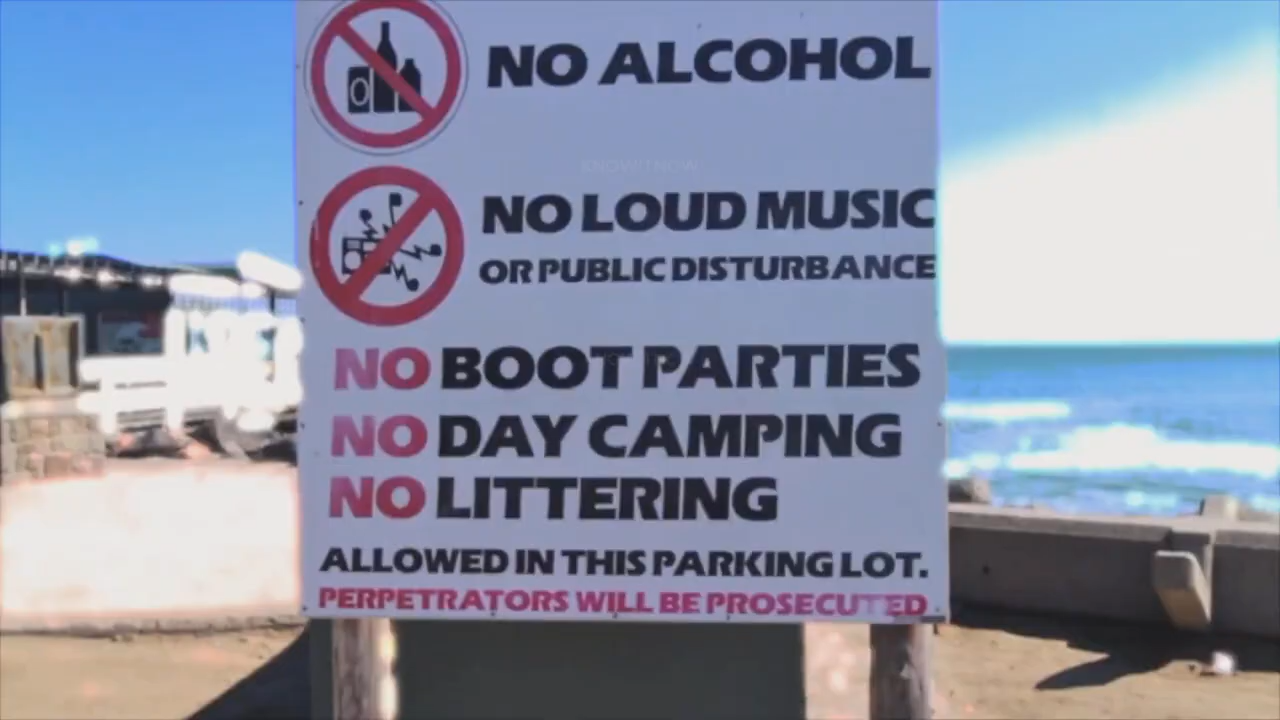 NO ALCOHOL
KNOWITNOW
NO LOUD MUSIC
OR PUBLIC DISTURBANCE
NO BOOT PARTIES
NO DAY CAMPING
NO LITTERING
ALLOWED IN THIS PARKING LOT.
PERPETRATORS WILL BE PROSECUTED